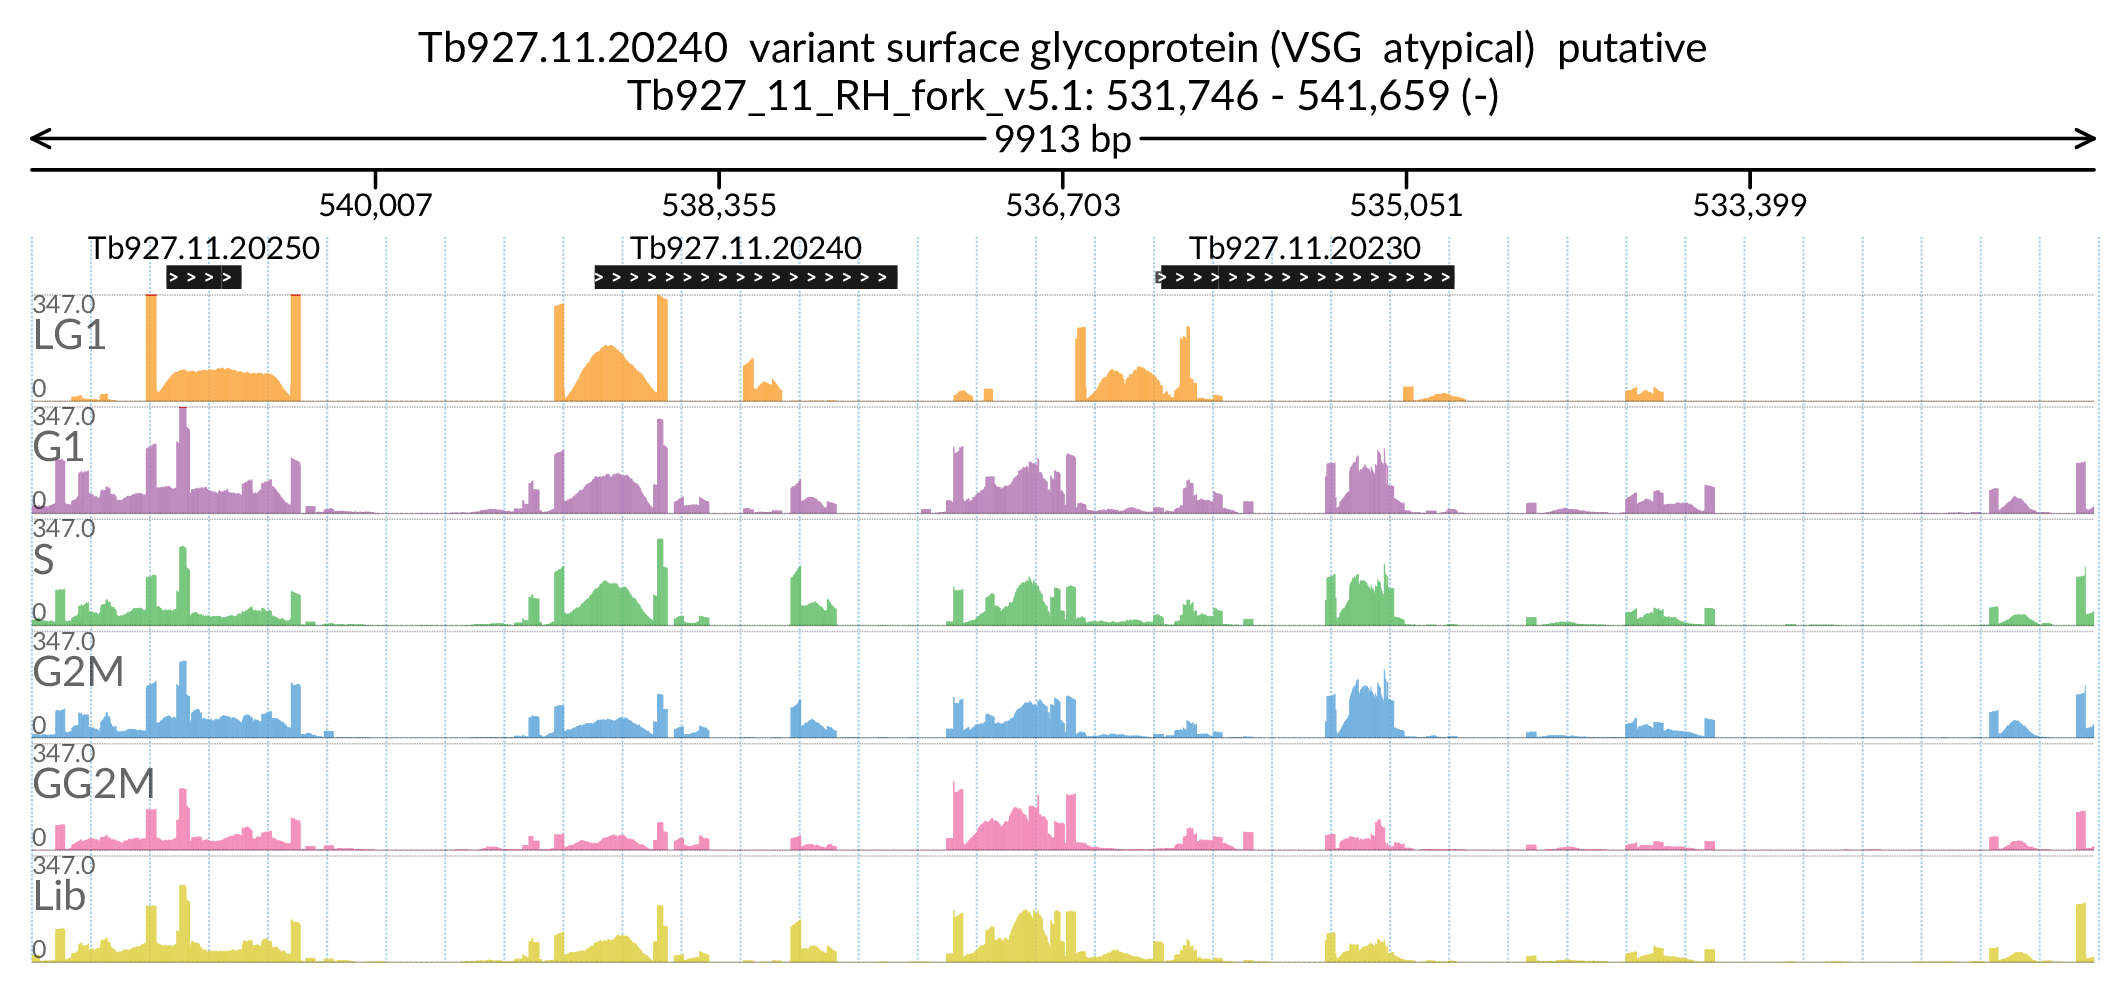 Tb927.11.20240  variant surface glycoprotein (VSG  atypical)  putative
Tb927_11_RH_fork_v5.1: 531,746 - 541,659 (-)
9913 bp
540,007 538,355 536,703 535,051 533,399
Tb927.11.20250 Tb927.11.20240 Tb927.11.20230
347.0
LG1
0
347.0
G1
0
347.0
S
0
347.0
G2M
0
347.0
GG2M
0
347.0
Lib
0